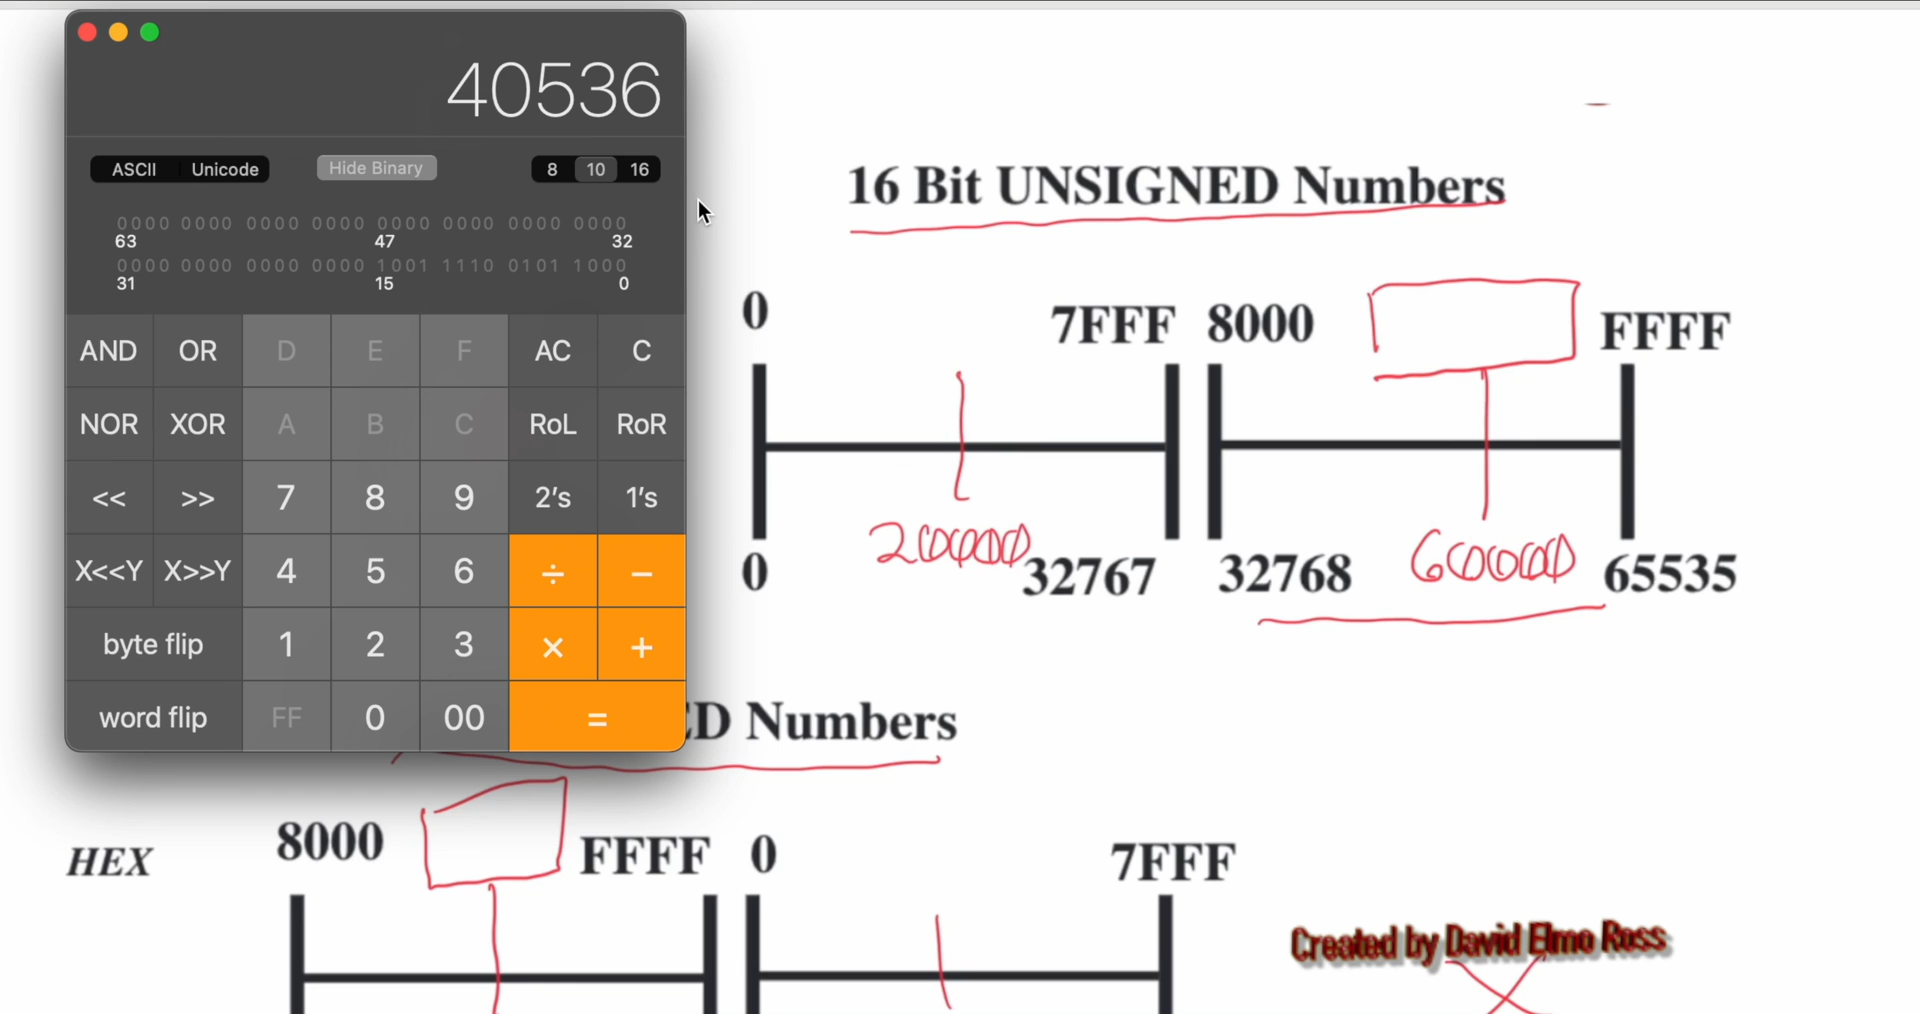 40536
ASCII Unicode Hide Binary 8 10 16
0000 0000 0000 0000 0000 0000 0000 0000
63 47 32
0000 0000 0000 0000 1001 1110 0101 1000
31 15 0
AND OR D E F AC C
NOR XOR A B C RoL RoR
<< >> 7 8 9 2's 1's
X<<Y X>>Y 4 5 6 ÷ −
byte flip 1 2 3 × +
word flip FF 0 00 =
16 Bit UNSIGNED Numbers
0 7FFF 8000 FFFF
20000 60000
0 32767 32768 65535
ED Numbers
HEX 8000 FFFF 0 7FFF
Created by David Elmo Ross